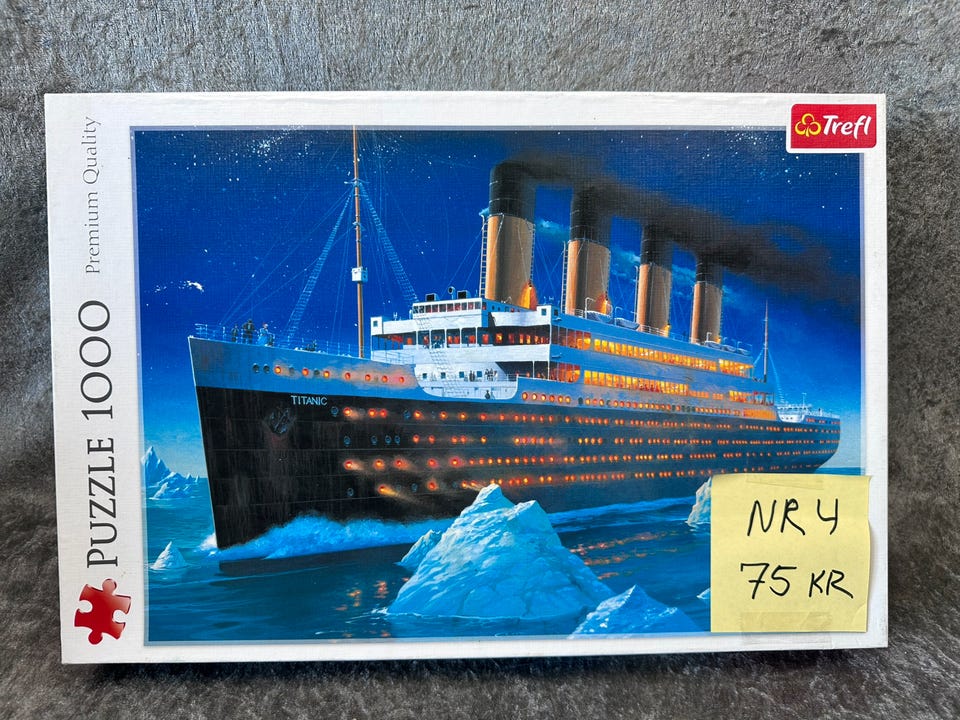 Trefl
Premium Quality
PUZZLE 1000
TITANIC
NR 4
75 KR